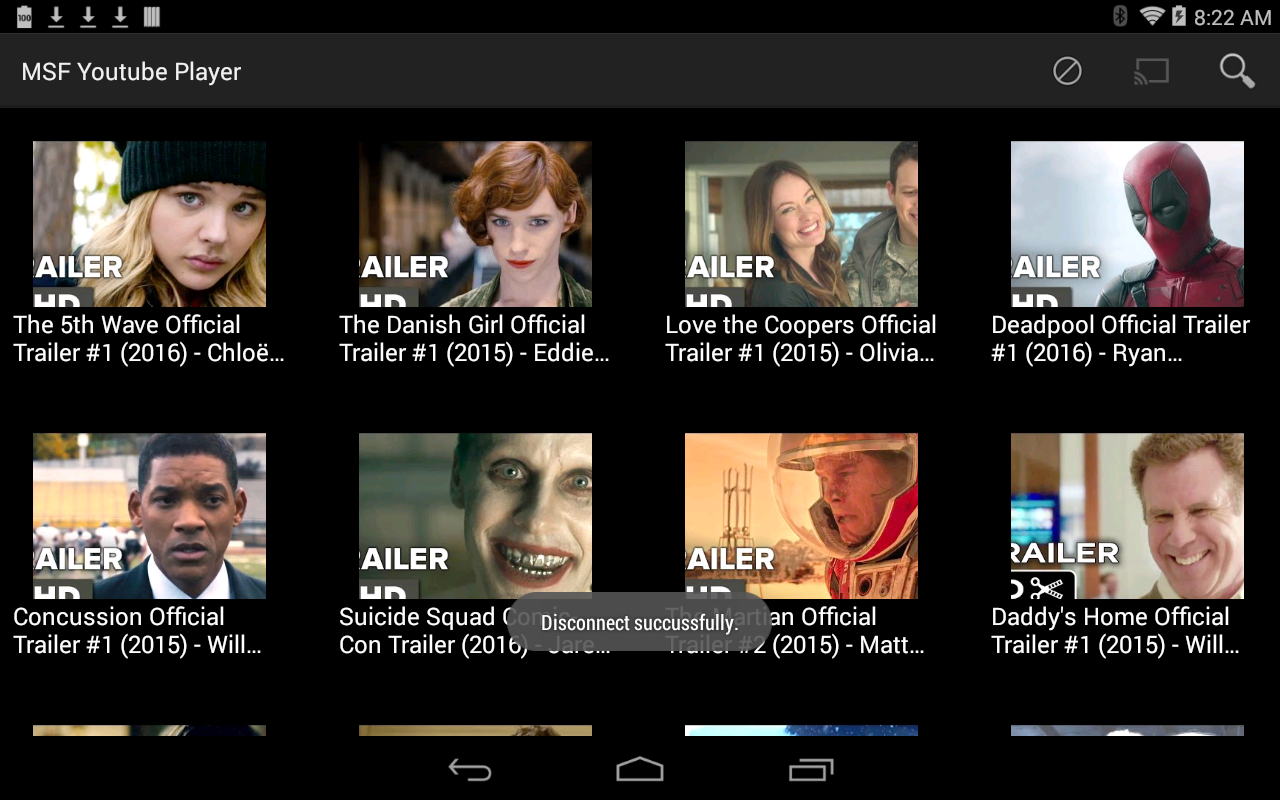 100
8:22 AM
MSF Youtube Player
AILER
HD
RAILER
HD
RAILER
HD
AILER
HD
The 5th Wave Official
Trailer #1 (2016) - Chloë...
The Danish Girl Official
Trailer #1 (2015) - Eddie...
Love the Coopers Official
Trailer #1 (2015) - Olivia...
Deadpool Official Trailer
#1 (2016) - Ryan...
AILER
HD
RAILER
HD
RAILER
HD
RAILER
D
Concussion Official
Trailer #1 (2015) - Will...
Suicide Squad Comic
Con Trailer (2016) - Jare...
The Martian Official
Trailer #2 (2015) - Matt...
Daddy's Home Official
Trailer #1 (2015) - Will...
Disconnect succussfully.